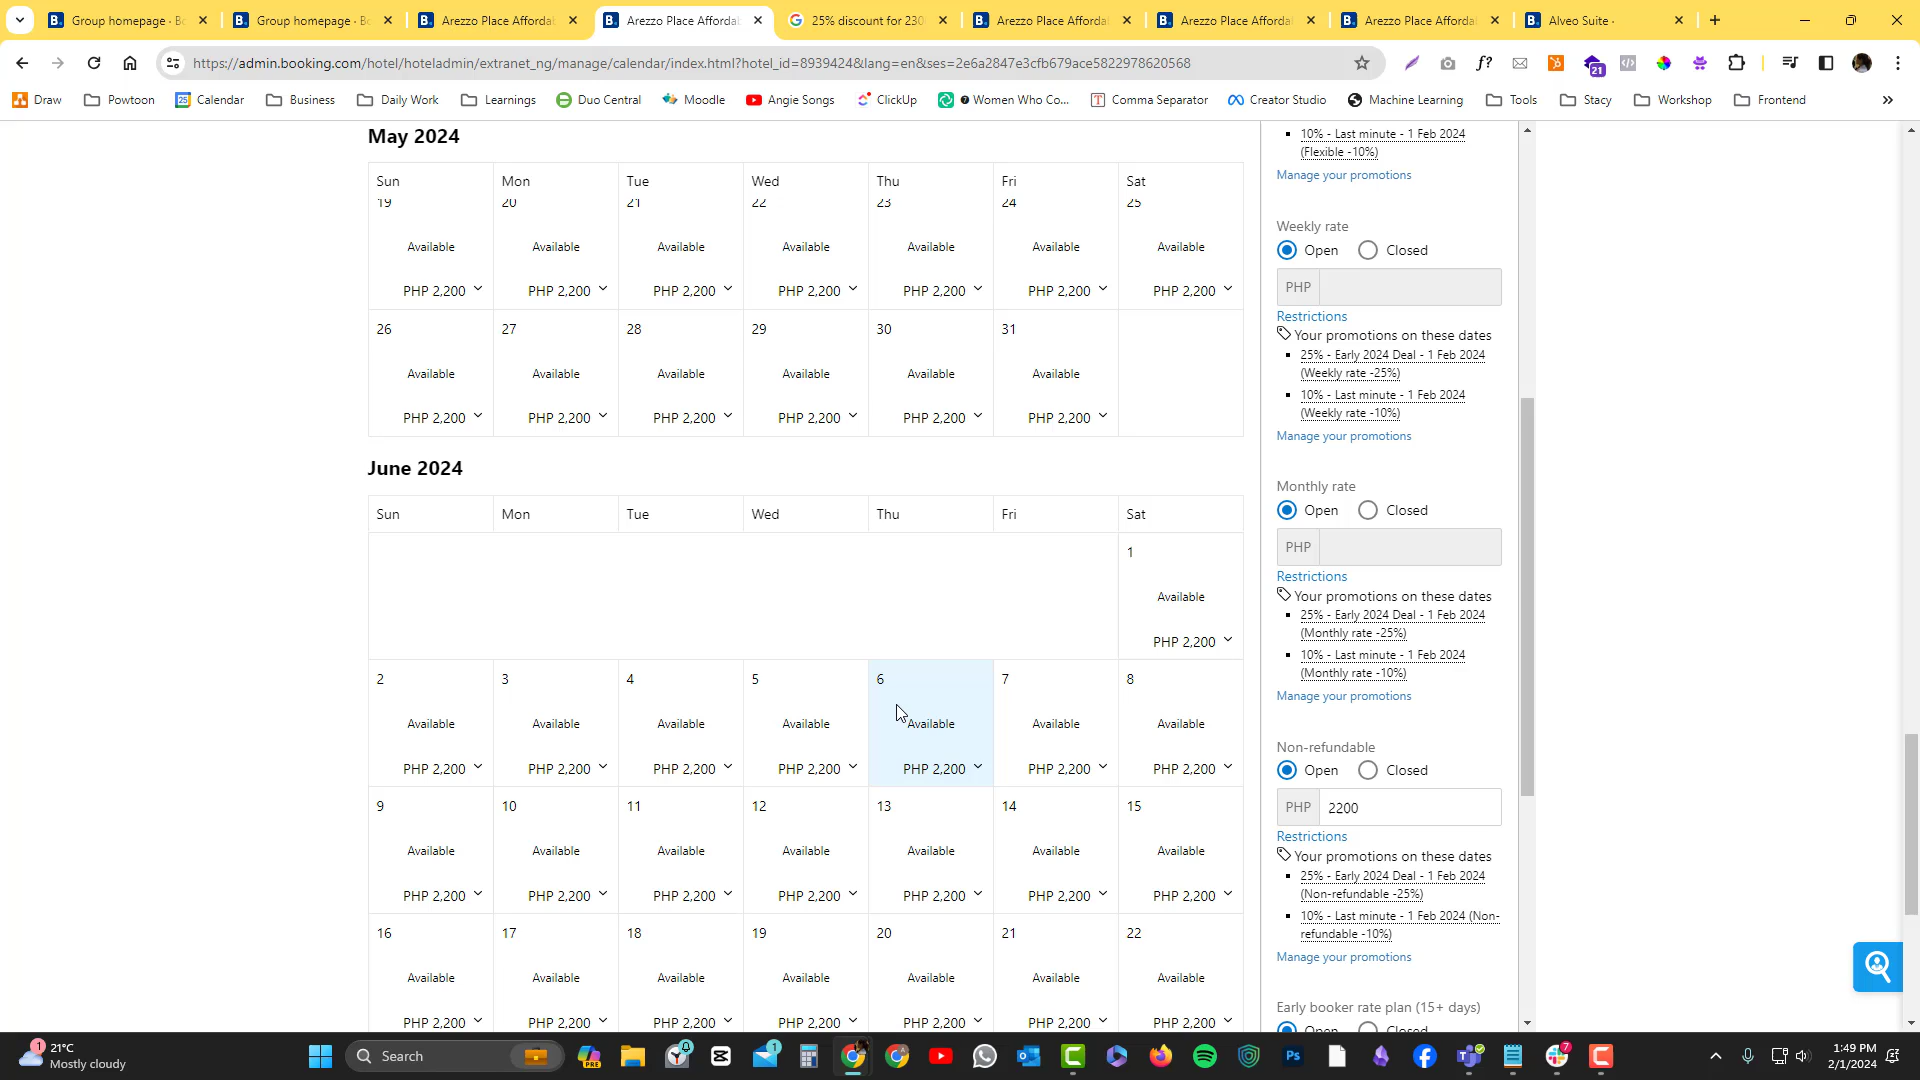 Group homepage · Bo
Group homepage · Bo
Arezzo Place Affordab
Arezzo Place Affordab
25% discount for 2300
Arezzo Place Affordab
Arezzo Place Affordab
Arezzo Place Affordab
Alveo Suite ·
https://admin.booking.com/hotel/hoteladmin/extranet_ng/manage/calendar/index.html?hotel_id=8939424&lang=en&ses=2e6a2847e3cfb679ace5822978620568
f?
21
Draw
Powtoon
Calendar
Business
Daily Work
Learnings
Duo Central
Moodle
Angie Songs
ClickUp
Women Who Co...
Comma Separator
Creator Studio
Machine Learning
Tools
Stacy
Workshop
Frontend
May 2024
Sun Mon Tue Wed Thu Fri Sat
19 20 21 22 23 24 25
Available Available Available Available Available Available Available
PHP 2,200 PHP 2,200 PHP 2,200 PHP 2,200 PHP 2,200 PHP 2,200 PHP 2,200
26 27 28 29 30 31
Available Available Available Available Available Available
PHP 2,200 PHP 2,200 PHP 2,200 PHP 2,200 PHP 2,200 PHP 2,200
June 2024
Sun Mon Tue Wed Thu Fri Sat
1
Available
PHP 2,200
2 3 4 5 6 7 8
Available Available Available Available Available Available Available
PHP 2,200 PHP 2,200 PHP 2,200 PHP 2,200 PHP 2,200 PHP 2,200 PHP 2,200
9 10 11 12 13 14 15
Available Available Available Available Available Available Available
PHP 2,200 PHP 2,200 PHP 2,200 PHP 2,200 PHP 2,200 PHP 2,200 PHP 2,200
16 17 18 19 20 21 22
Available Available Available Available Available Available Available
PHP 2,200 PHP 2,200 PHP 2,200 PHP 2,200 PHP 2,200 PHP 2,200 PHP 2,200
10% - Last minute - 1 Feb 2024
(Flexible -10%)
Manage your promotions
Weekly rate
Open Closed
PHP
Restrictions
Your promotions on these dates
25% - Early 2024 Deal - 1 Feb 2024
(Weekly rate -25%)
10% - Last minute - 1 Feb 2024
(Weekly rate -10%)
Manage your promotions
Monthly rate
Open Closed
PHP
Restrictions
Your promotions on these dates
25% - Early 2024 Deal - 1 Feb 2024
(Monthly rate -25%)
10% - Last minute - 1 Feb 2024
(Monthly rate -10%)
Manage your promotions
Non-refundable
Open Closed
PHP 2200
Restrictions
Your promotions on these dates
25% - Early 2024 Deal - 1 Feb 2024
(Non-refundable -25%)
10% - Last minute - 1 Feb 2024 (Non-
refundable -10%)
Manage your promotions
Early booker rate plan (15+ days)
Open Closed
1
21°C
Mostly cloudy
Search
1:49 PM
2/1/2024